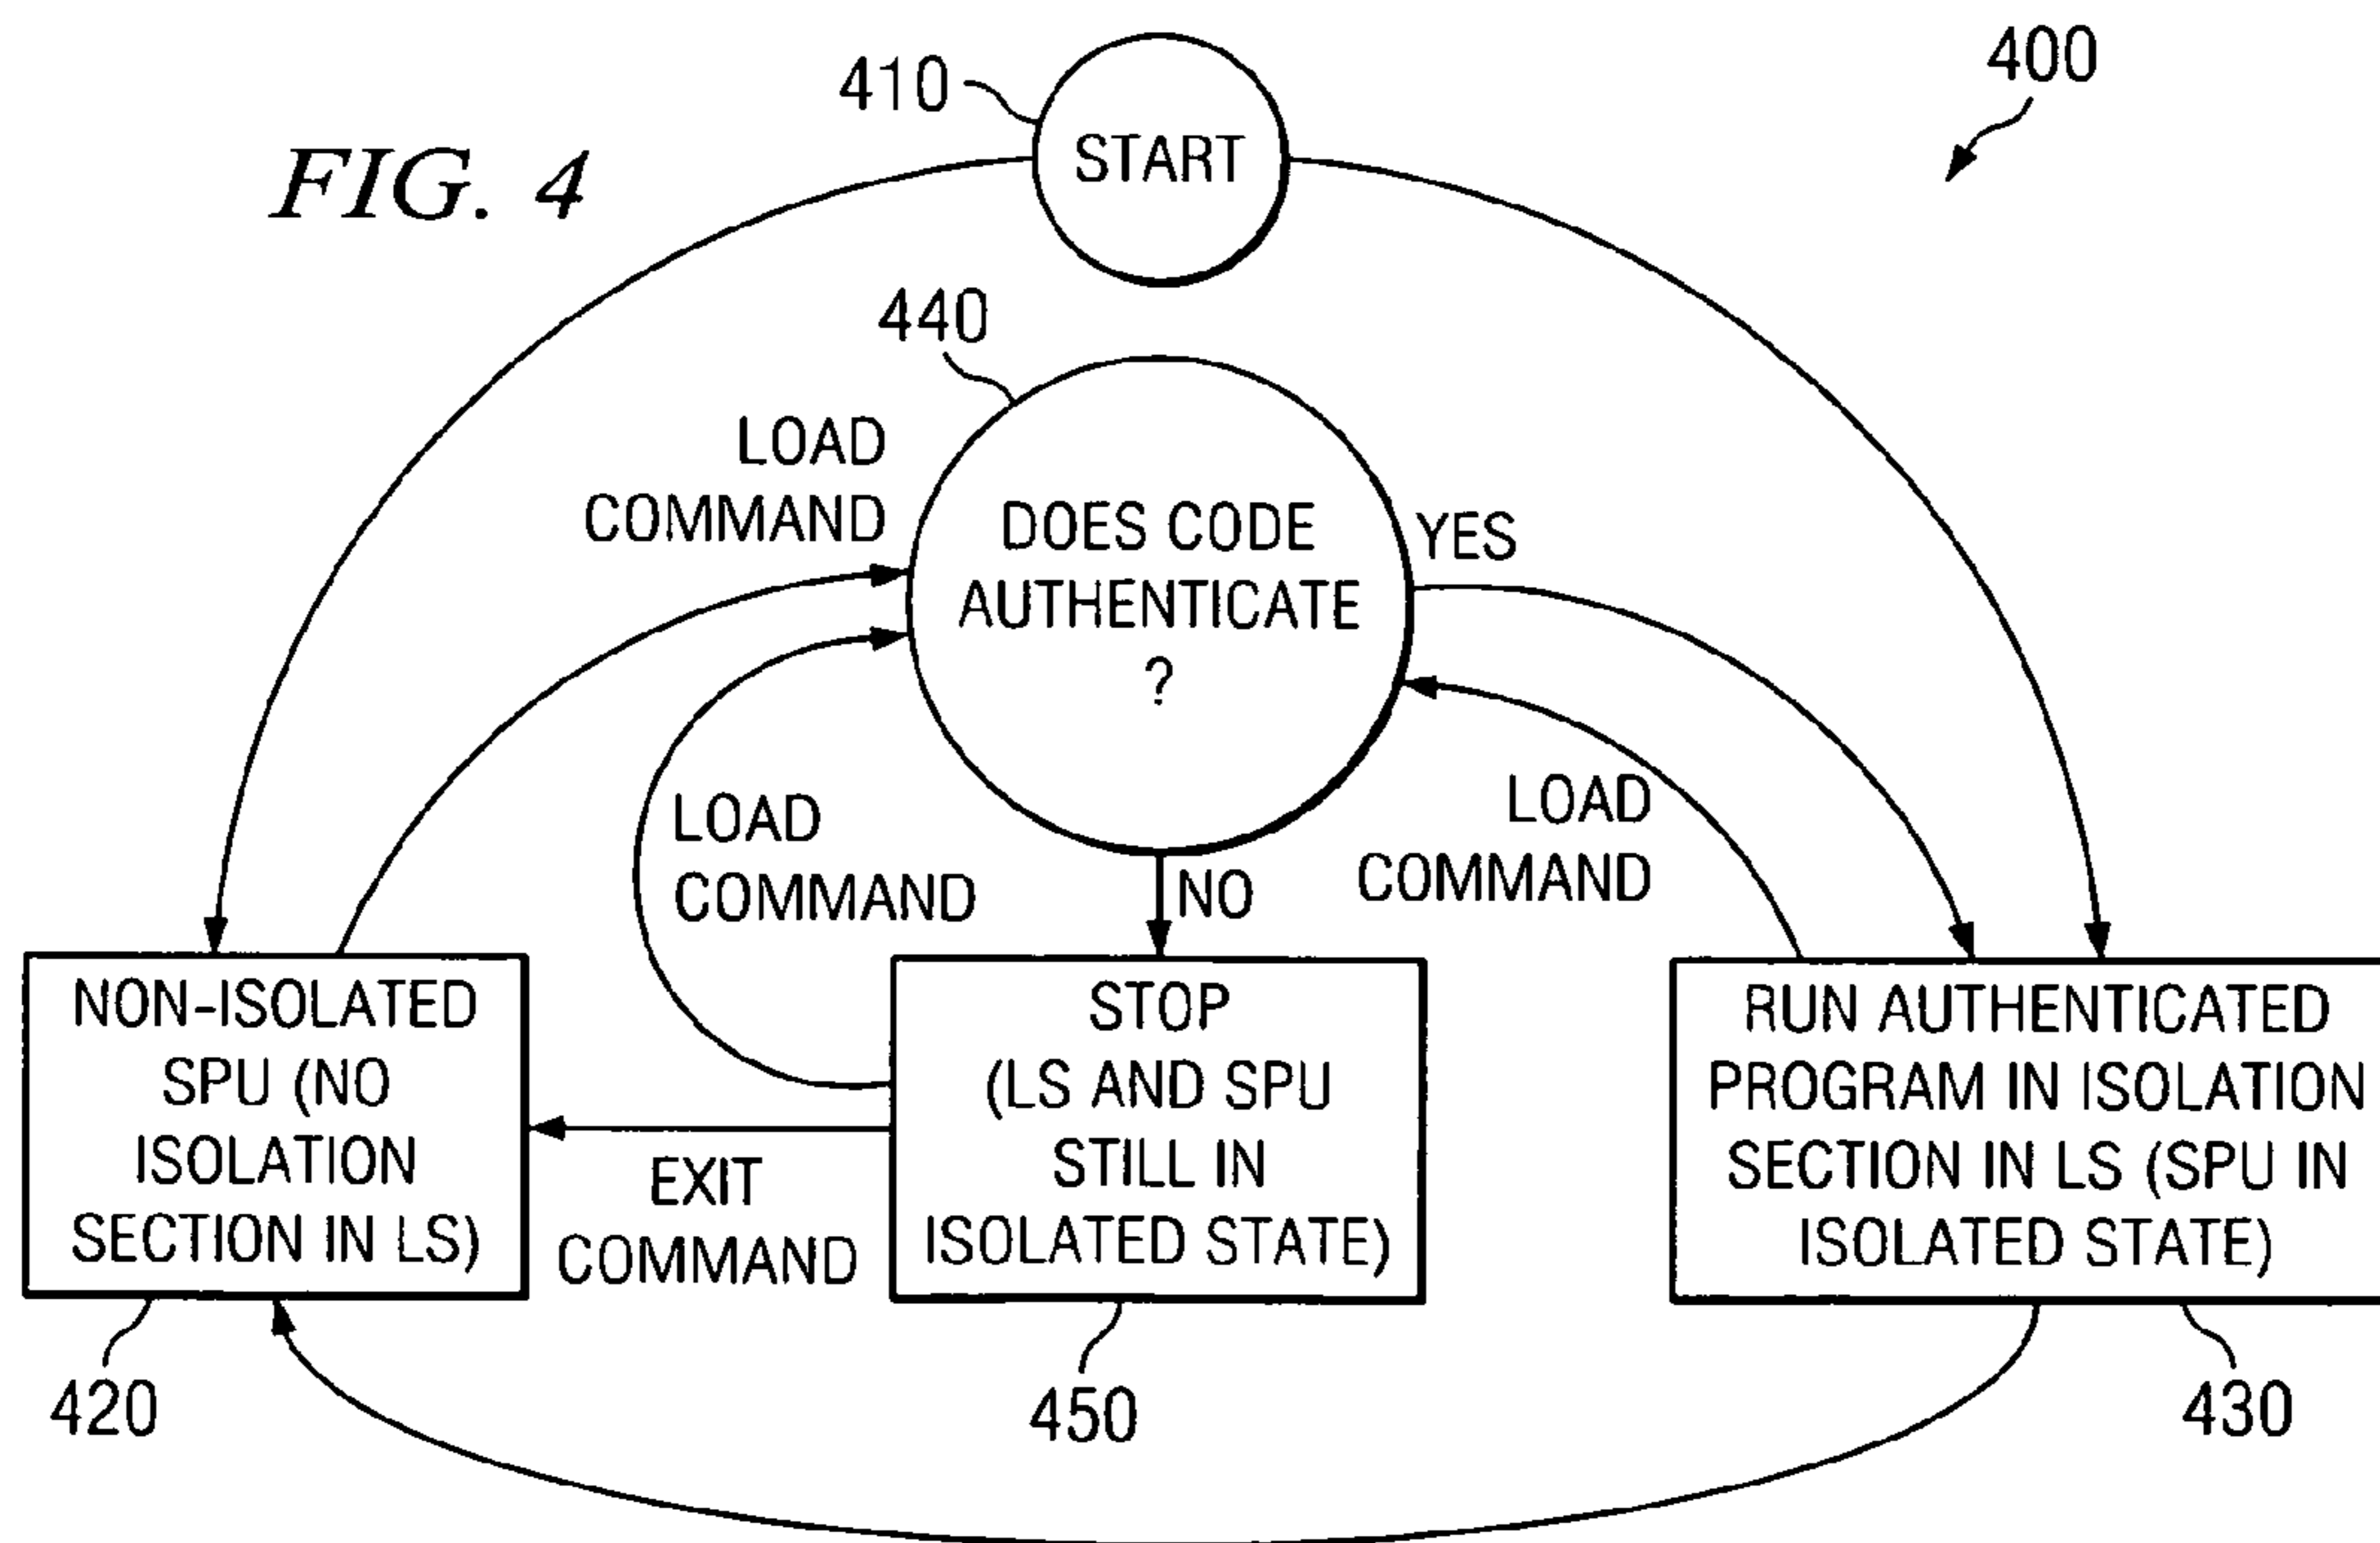 400
410
START
FIG. 4
440
LOAD
COMMAND
DOES CODE
AUTHENTICATE
?
YES
LOAD
COMMAND
NO
LOAD
COMMAND
NON-ISOLATED
SPU (NO
ISOLATION
SECTION IN LS)
EXIT
COMMAND
STOP
(LS AND SPU
STILL IN
ISOLATED STATE)
RUN AUTHENTICATED
PROGRAM IN ISOLATION
SECTION IN LS (SPU IN
ISOLATED STATE)
420
450
430